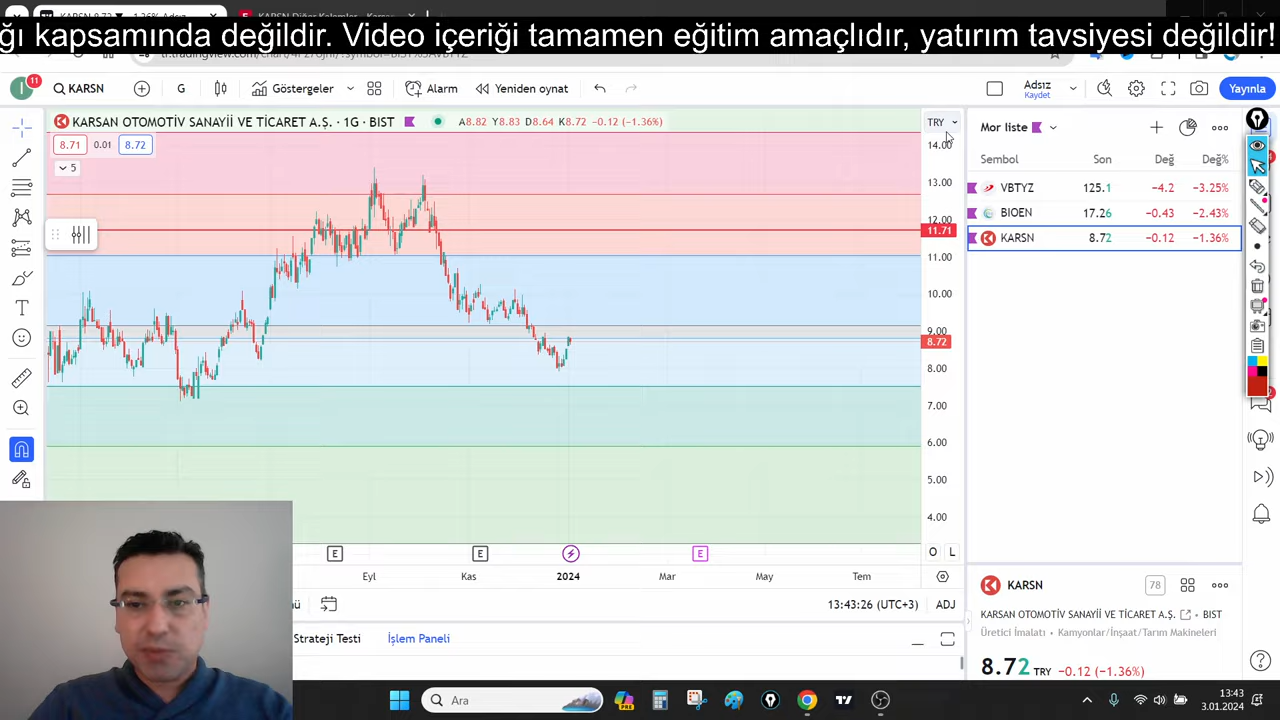 ğı kapsamında değildir. Video içeriği tamamen eğitim amaçlıdır, yatırım tavsiyesi değildir!
11
KARSN
G
Göstergeler
Alarm
Yeniden oynat
Adsız
Kaydet
Yayınla
KARSAN OTOMOTİV SANAYİİ VE TİCARET A.Ş. · 1G · BIST
A8.82 Y8.83 D8.64 K8.72 −0.12 (−1.36%)
8.71
0.01
8.72
5
TRY
14.00
13.00
12.00
11.71
11.00
10.00
9.00
8.72
8.00
7.00
6.00
5.00
4.00
Mor liste
Sembol Son Değ Değ%
VBTYZ 125.1 −4.2 −3.25%
BIOEN 17.26 −0.43 −2.43%
KARSN 8.72 −0.12 −1.36%
E
E
E
O L
Eyl Kas 2024 Mar May Tem
13:43:26 (UTC+3) ADJ
Strateji Testi
İşlem Paneli
KARSN
78
KARSAN OTOMOTİV SANAYİİ VE TİCARET A.Ş. • BIST
Üretici İmalatı • Kamyonlar/İnşaat/Tarım Makineleri
8.72 TRY −0.12 (−1.36%)
Ara
13:43
3.01.2024